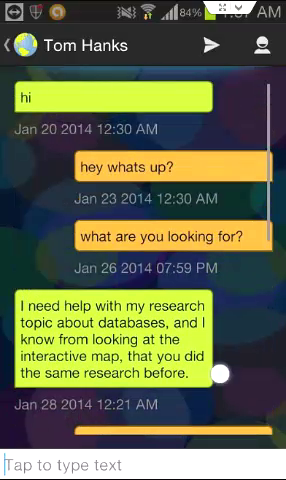 84%
AM
Tom Hanks
hi
Jan 20 2014 12:30 AM
hey whats up?
Jan 23 2014 12:30 AM
what are you looking for?
Jan 26 2014 07:59 PM
I need help with my research
topic about databases, and I
know from looking at the
interactive map, that you did
the same research before.
Jan 28 2014 12:21 AM
Tap to type text